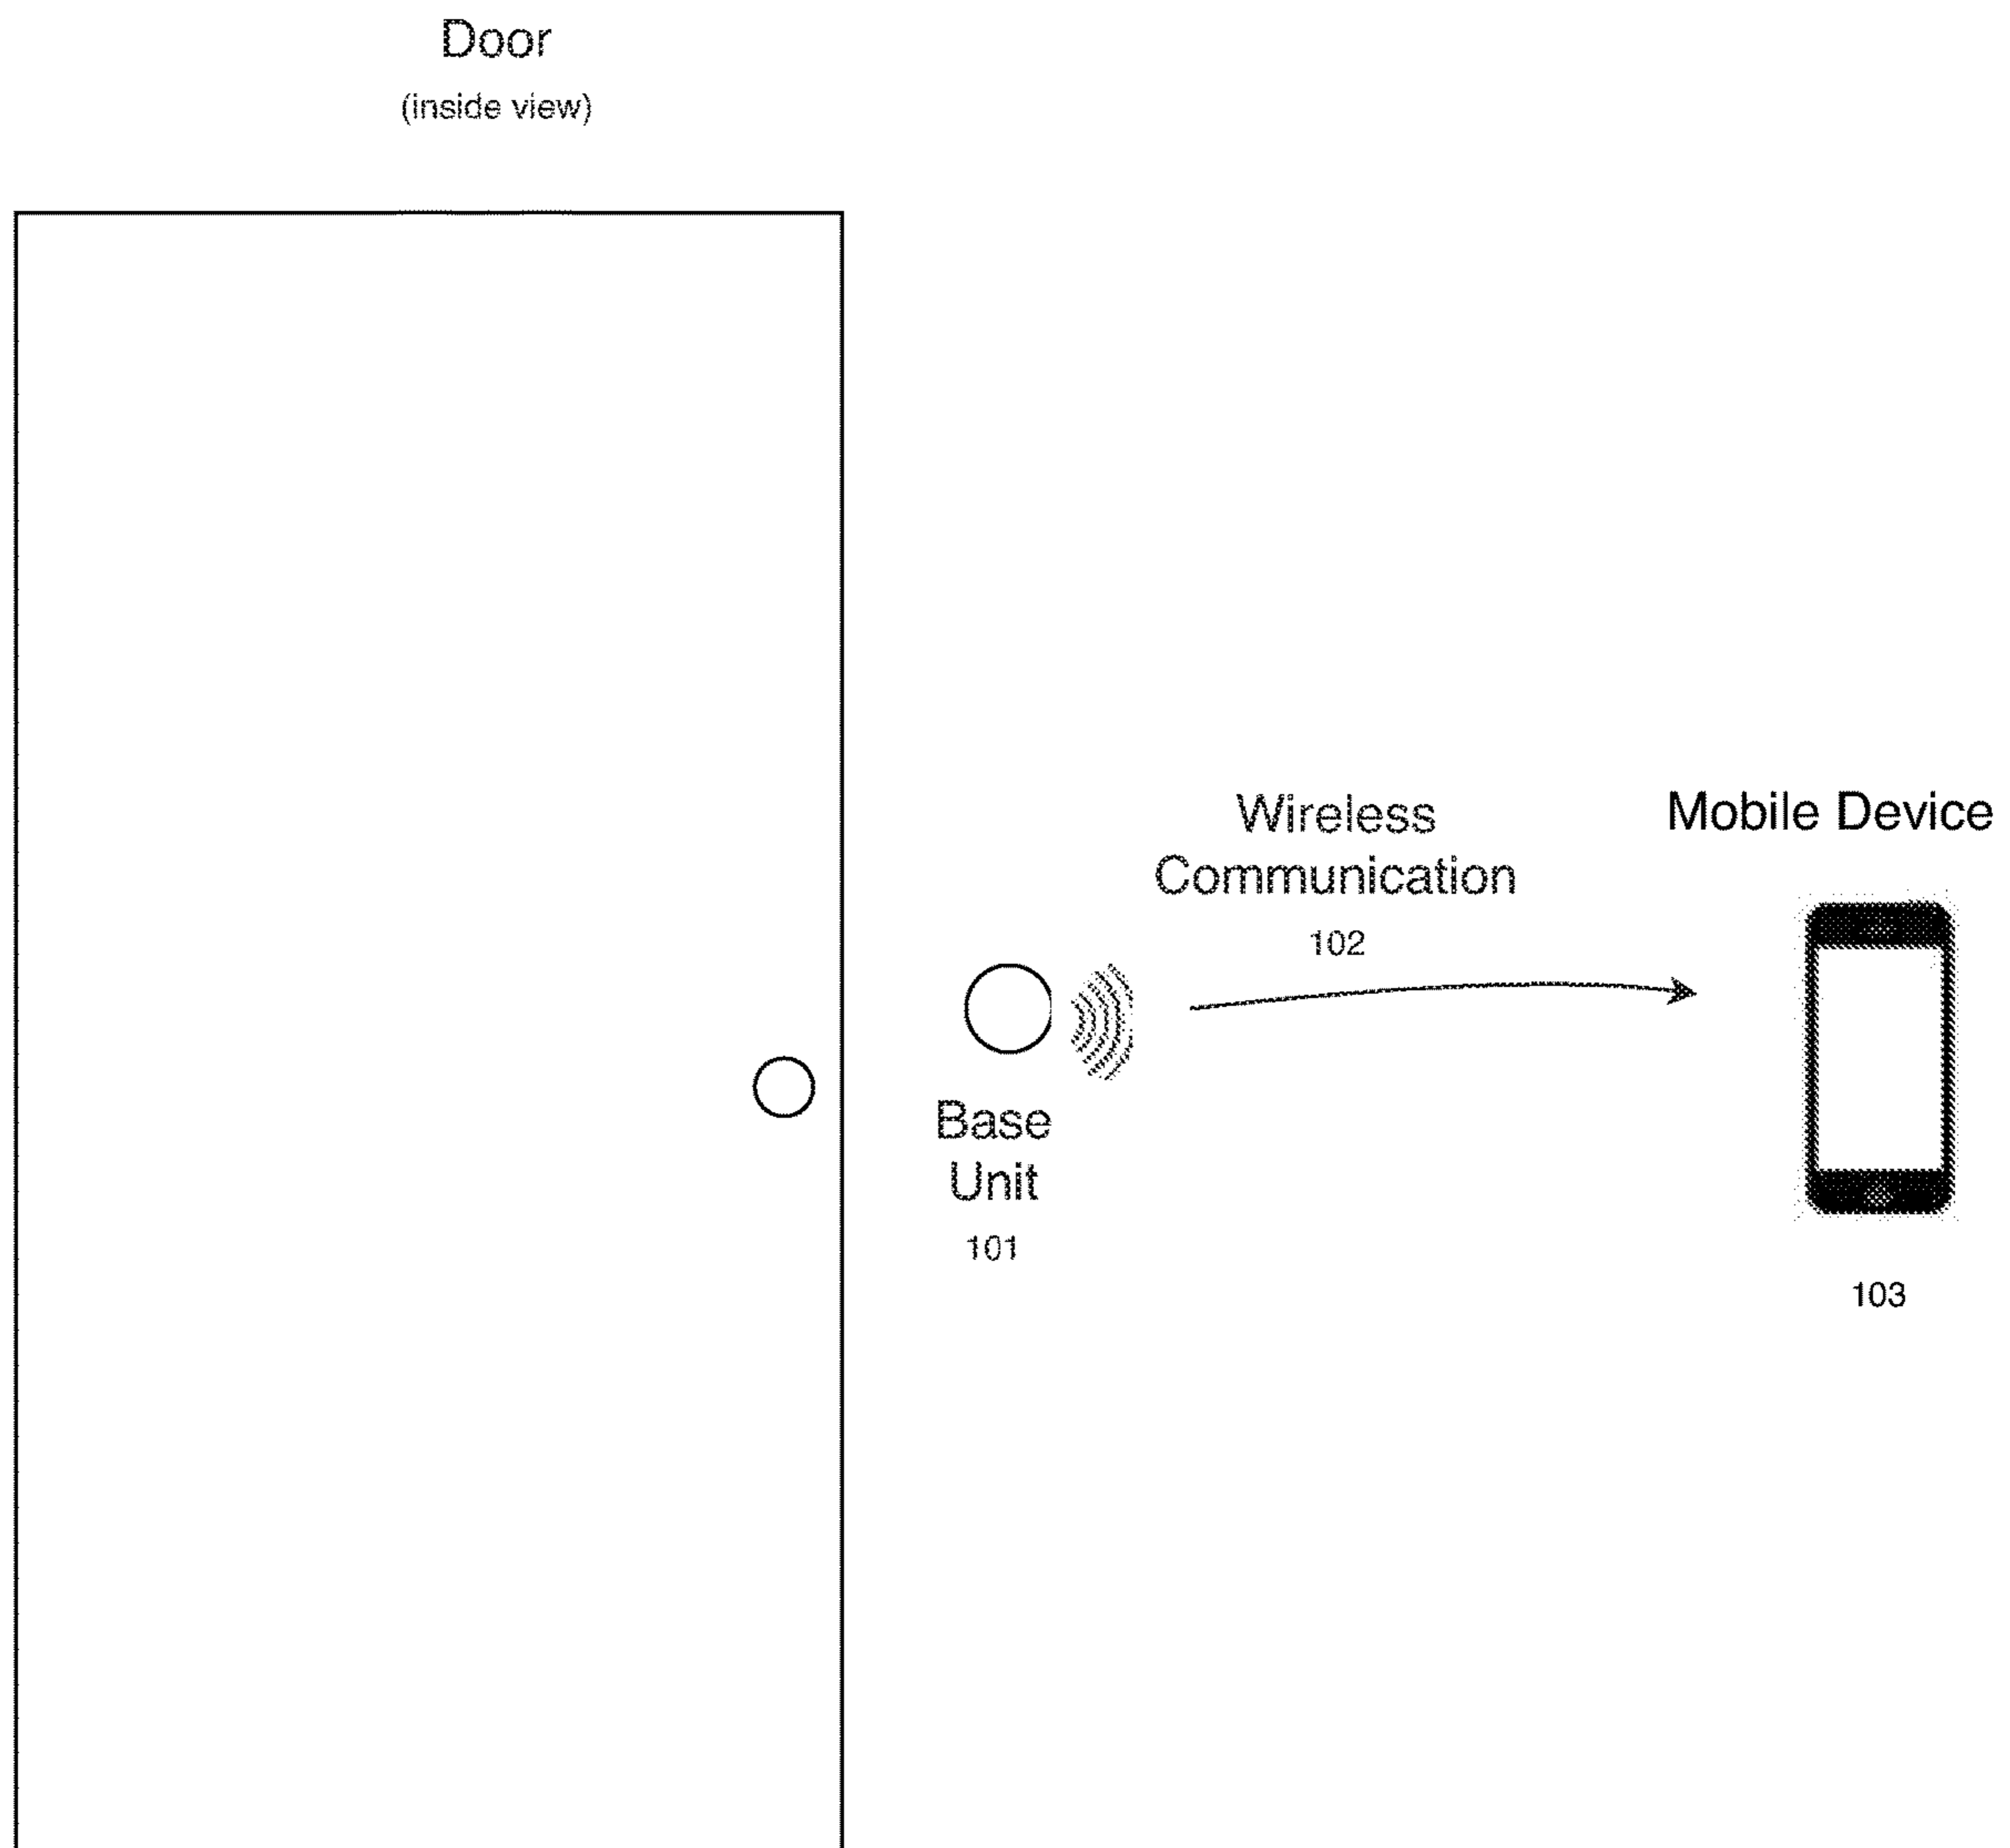 Door
(inside view)
Wireless
Communication
102
Mobile Device
Base
Unit
101
103